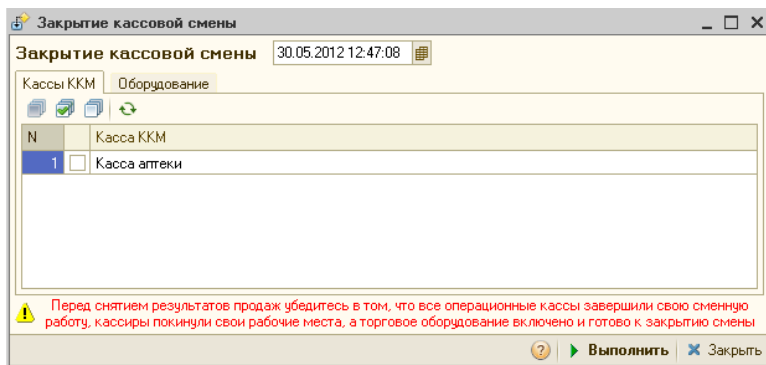 Закрытие кассовой смены
Закрытие кассовой смены 30.05.2012 12:47:08
Кассы ККМ Оборудование
N Касса ККМ
1 Касса аптеки
Перед снятием результатов продаж убедитесь в том, что все операционные кассы завершили свою сменную
работу, кассиры покинули свои рабочие места, а торговое оборудование включено и готово к закрытию смены
? Выполнить Закрыть